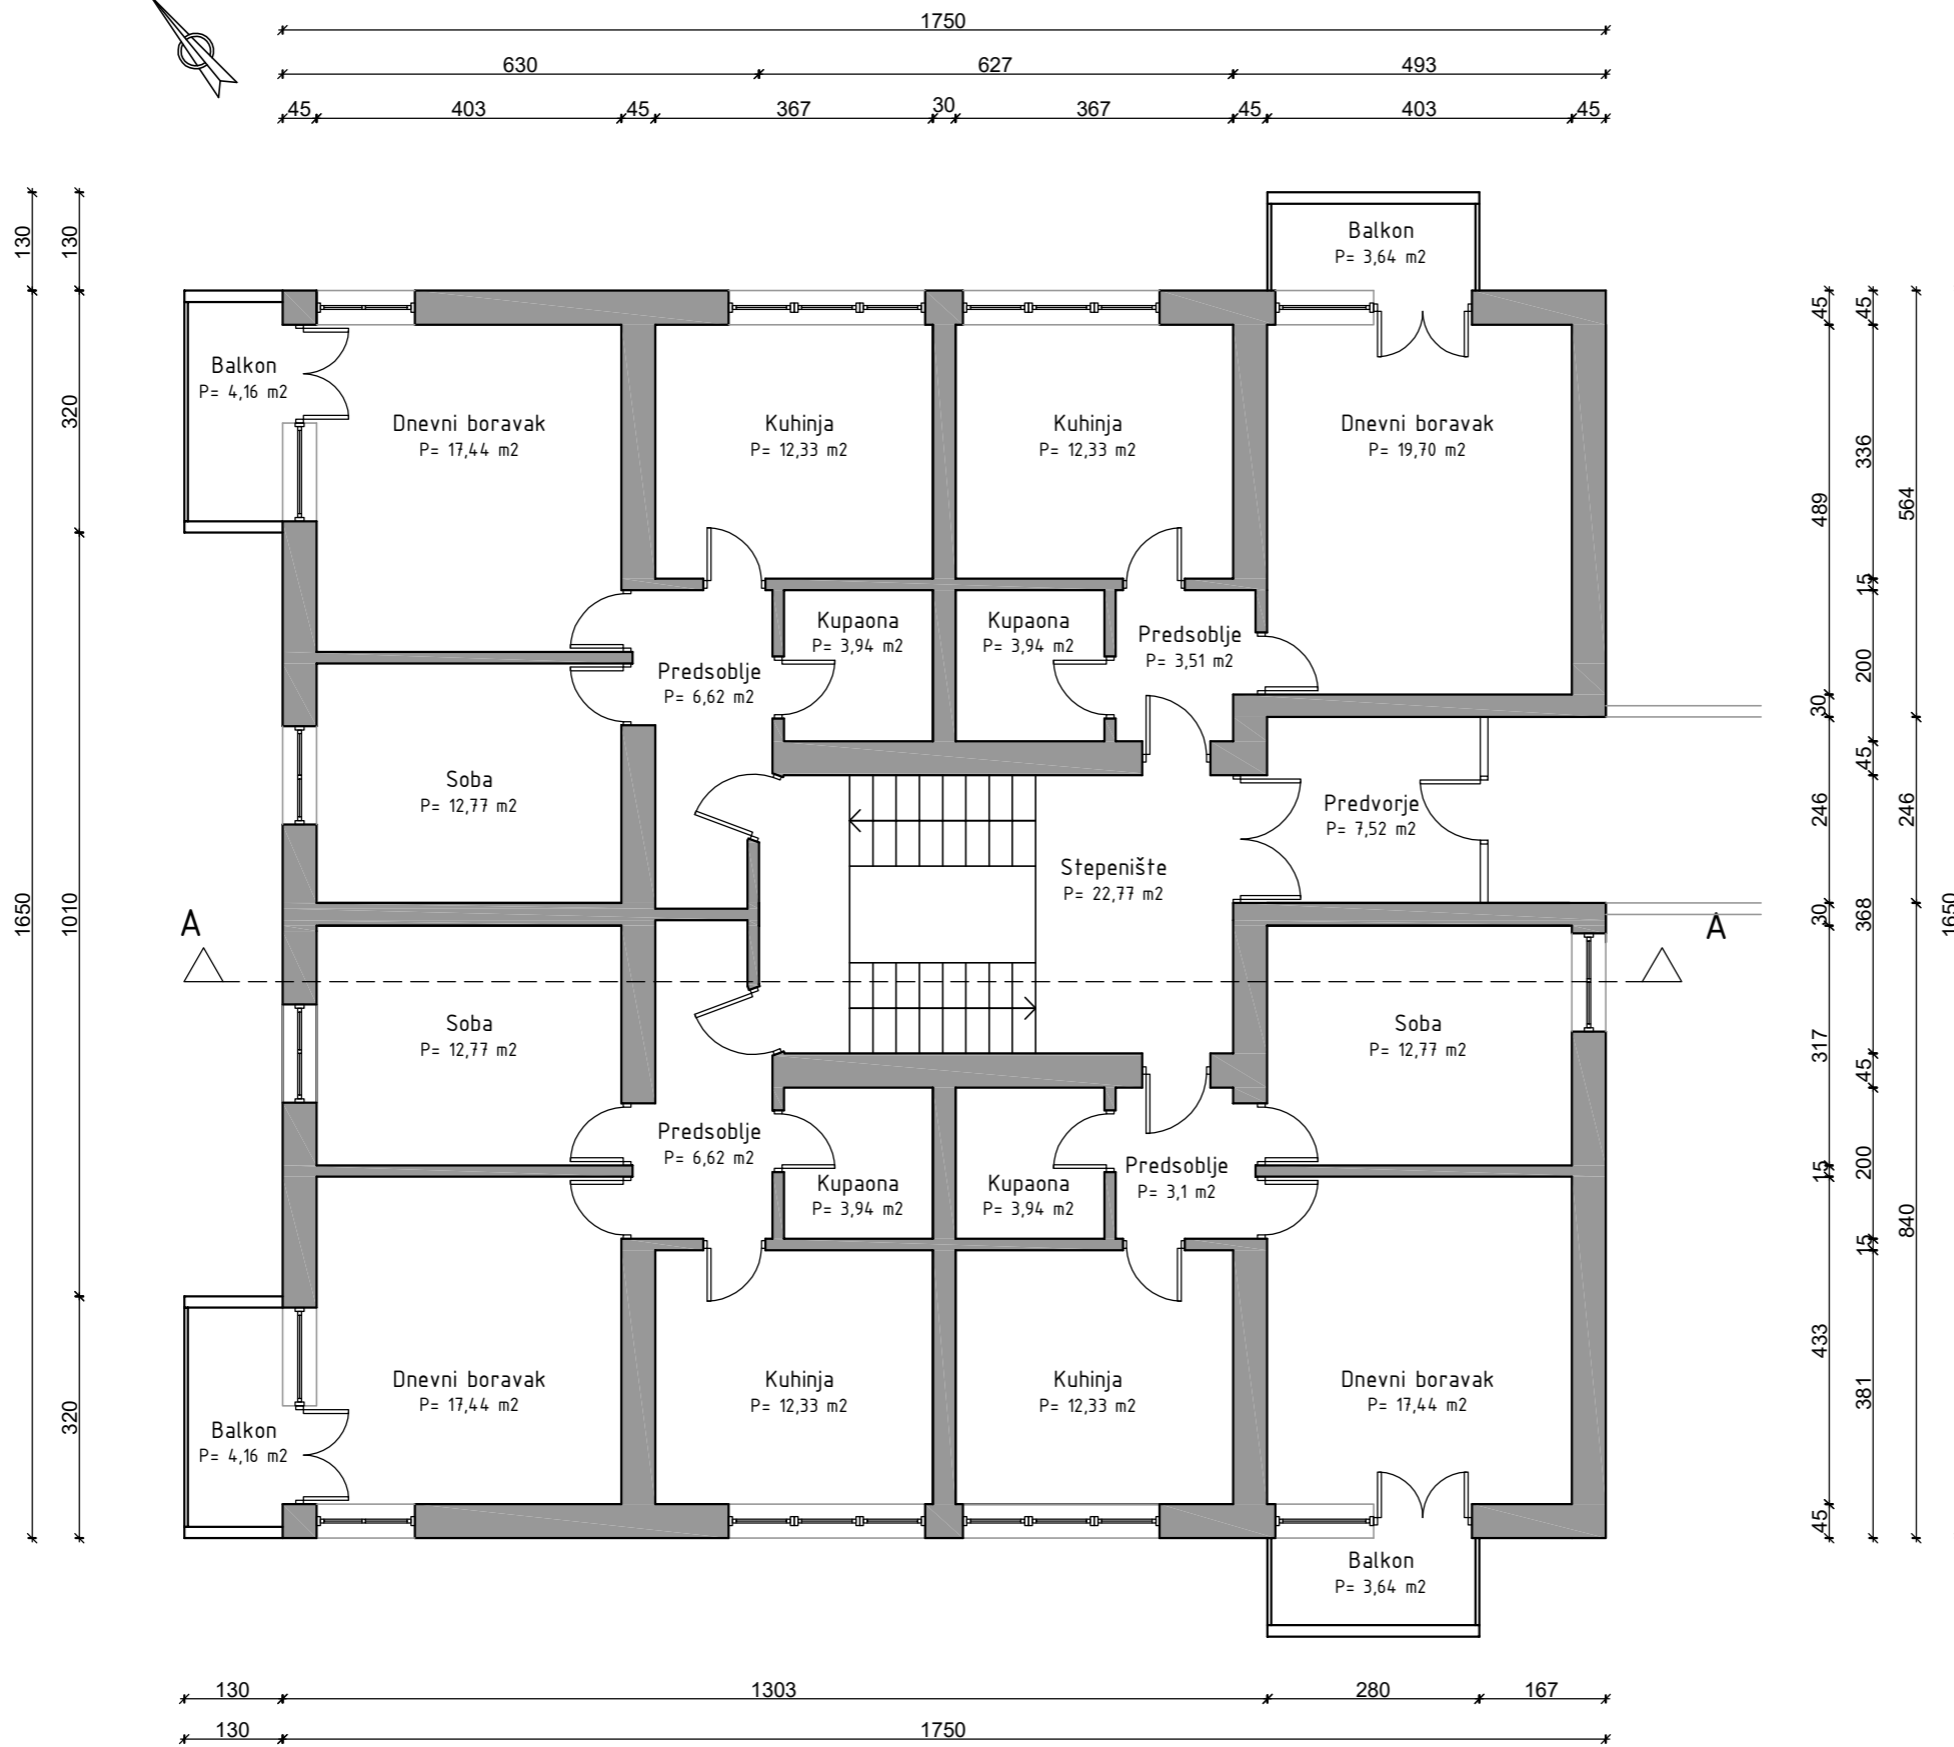 1750
630 627 493
45 403 45 367 30 367 45 403 45
130 130
Balkon
P= 3,64 m2
45 45
Balkon
P= 4,16 m2
320
Dnevni boravak
P= 17,44 m2
Kuhinja
P= 12,33 m2
Kuhinja
P= 12,33 m2
Dnevni boravak
P= 19,70 m2
336
489
564
15
Kupaona
P= 3,94 m2
Kupaona
P= 3,94 m2
Predsoblje
P= 3,51 m2
Predsoblje
P= 6,62 m2
200
30
45
Soba
P= 12,77 m2
Predvorje
P= 7,52 m2
246
246
Stepenište
P= 22,77 m2
1650
1010
30
368
1650
A A
Soba
P= 12,77 m2
Soba
P= 12,77 m2
317
45
Predsoblje
P= 6,62 m2
Predsoblje
P= 3,1 m2
Kupaona
P= 3,94 m2
Kupaona
P= 3,94 m2
15
200
840
15
433
381
320
Dnevni boravak
P= 17,44 m2
Kuhinja
P= 12,33 m2
Kuhinja
P= 12,33 m2
Dnevni boravak
P= 17,44 m2
Balkon
P= 4,16 m2
45
Balkon
P= 3,64 m2
130 1303 280 167
130 1750